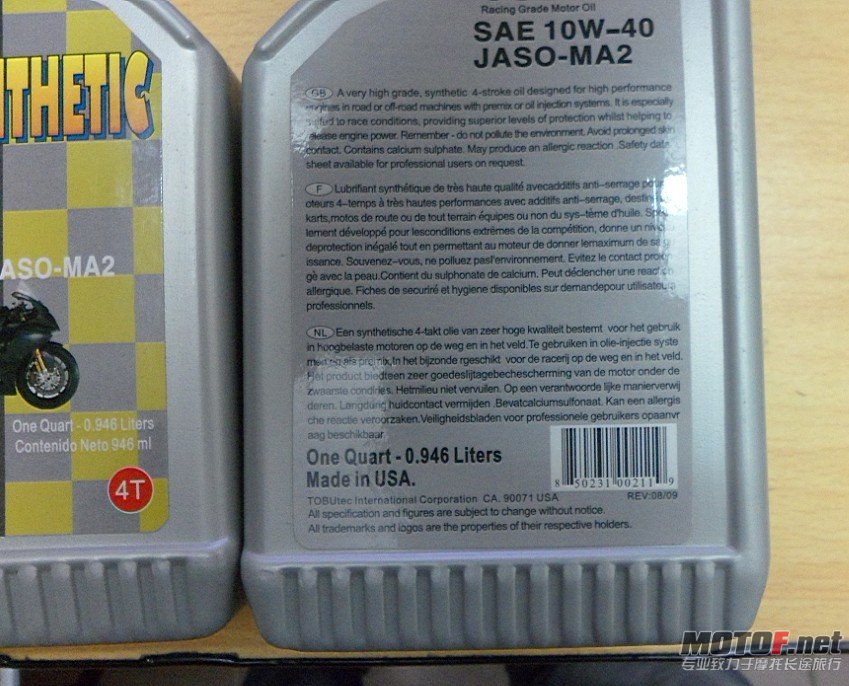 NTHETIC
ASO-MA2
One Quart - 0.946 Liters
Contenido Neto 946 ml
4T
Racing Grade Motor Oil
SAE 10W-40
JASO-MA2
GB A very high grade, synthetic 4-stroke oil designed for high performance
engines in road or off-road machines with premix or oil injection systems. It is especially
suited to race conditions, providing superior levels of protection whilst helping to
release engine power. Remember - do not pollute the environment. Avoid prolonged skin
contact. Contains calcium sulphate. May produce an allergic reaction .Safety data
sheet available for professional users on request.
F Lubrifiant synthétique de très haute qualité avecadditifs anti-serrage pour
oteurs 4-temps à très hautes performances avec additifs anti-serrage, destin
karts,motos de route ou de tout terrain équipes ou non du sys-tème d'huile. Spé
lement développé pour lesconditions extrêmes de la compétition, donne un niveau
deprotection inégalé tout en permettant au moteur de donner lemaximum de sa
issance. Souvenez-vous, ne polluez pasl'environnement. Evitez le contact prolon
gè avec la peau.Contient du sulphonate de calcium. Peut déclencher une reaction
allergique. Fiches de securiré et hygiene disponibles sur demandepour utilisateurs
professionnels.
NL Een synthetische 4-takt olie van zeer hoge kwaliteit bestemt voor het gebruik
in hoogbelaste motoren op de weg en in het veld.Te gebruiken in olie-injectie syste
men en als premix.In het bijzonde rgeschikt voor de racerij op de weg en in het veld.
Het product biedteen zeer goedeslijtagebechescherming van de motor onder de
zwaarste condities. Hetmilieu niet vervuilen. Op een verantwoorde lijke manierverwij
deren. Langdurig huidcontact vermijden .Bevatcalciumsulfonaat. Kan een allergis
che reactie veroorzaken.Veiligheidsbladen voor professionele gebruikers opaanvr
aag beschikbaar
One Quart - 0.946 Liters
Made in USA.
8 50231 00211 9
TOBUtec International Corporation CA. 90071 USA REV:08/09
All specification and figures are subject to change without notice.
All trademarks and logos are the properties of their respective holders.
MOTOF.net
专业致力于摩托长途旅行